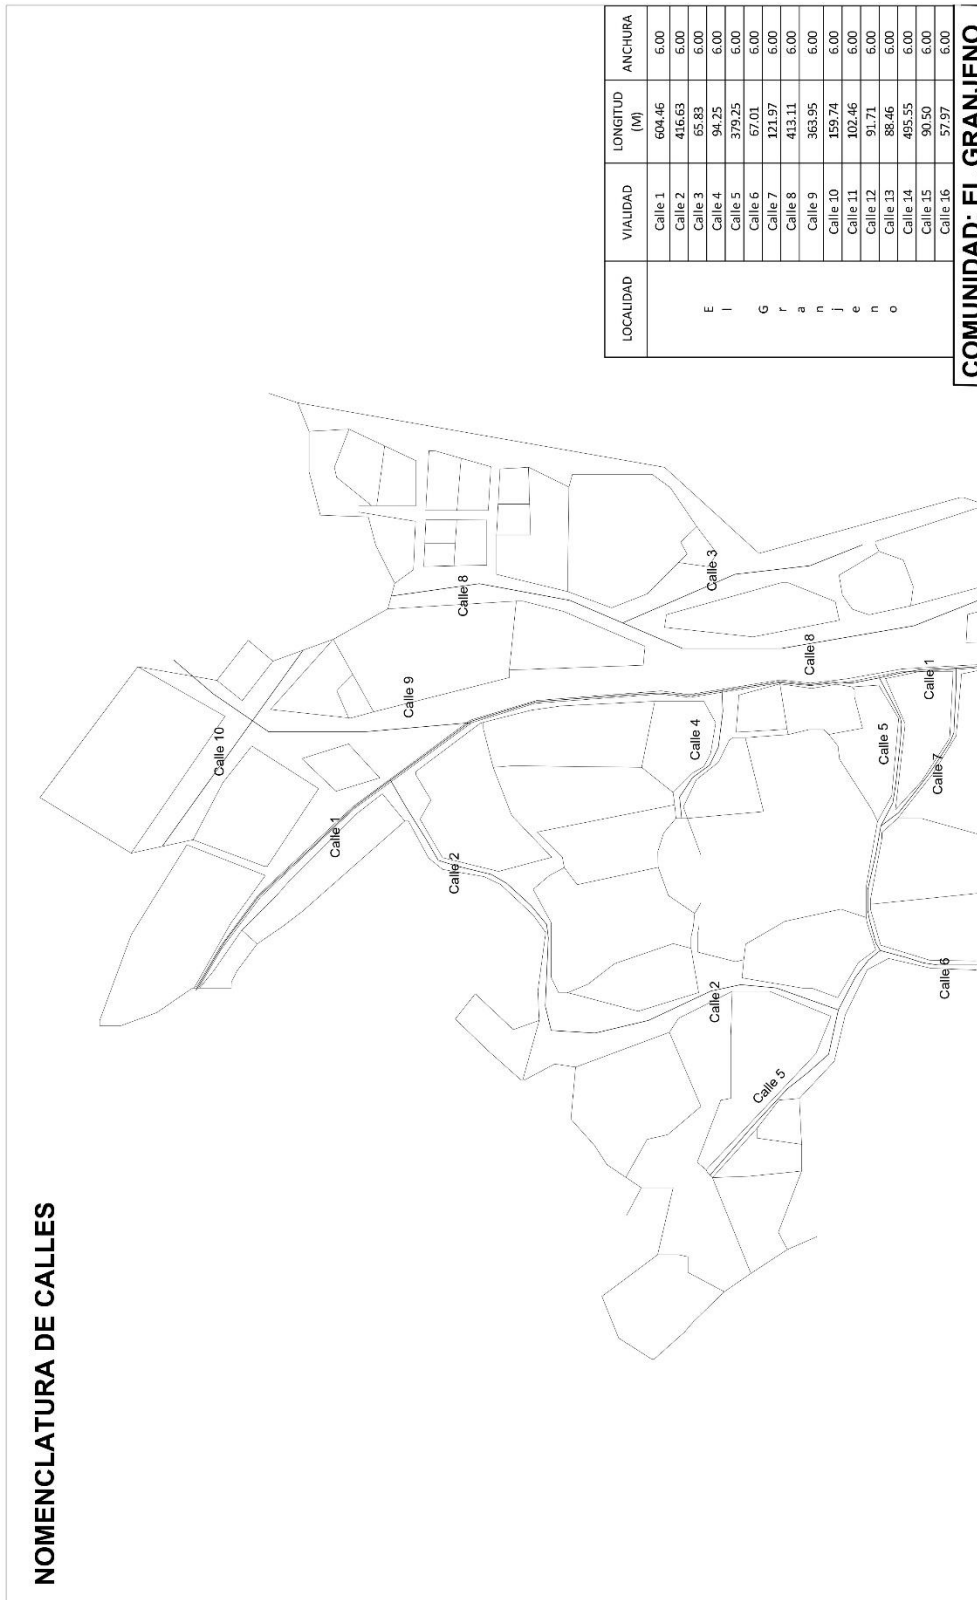 NOMENCLATURA DE CALLES
LOCALIDAD VIALIDAD LONGITUD (M) ANCHURA
El Granjeno
Calle 1 604.46 6.00
Calle 2 416.63 6.00
Calle 3 65.83 6.00
Calle 4 94.25 6.00
Calle 5 379.25 6.00
Calle 6 67.01 6.00
Calle 7 121.97 6.00
Calle 8 413.11 6.00
Calle 9 363.95 6.00
Calle 10 159.74 6.00
Calle 11 102.46 6.00
Calle 12 91.71 6.00
Calle 13 88.46 6.00
Calle 14 495.55 6.00
Calle 15 90.50 6.00
Calle 16 57.97 6.00
COMUNIDAD: EL GRANJENO
Calle 10
Calle 9
Calle 8
Calle 1
Calle 2
Calle 4
Calle 3
Calle 2
Calle 5
Calle 8
Calle 5
Calle 1
Calle 7
Calle 6